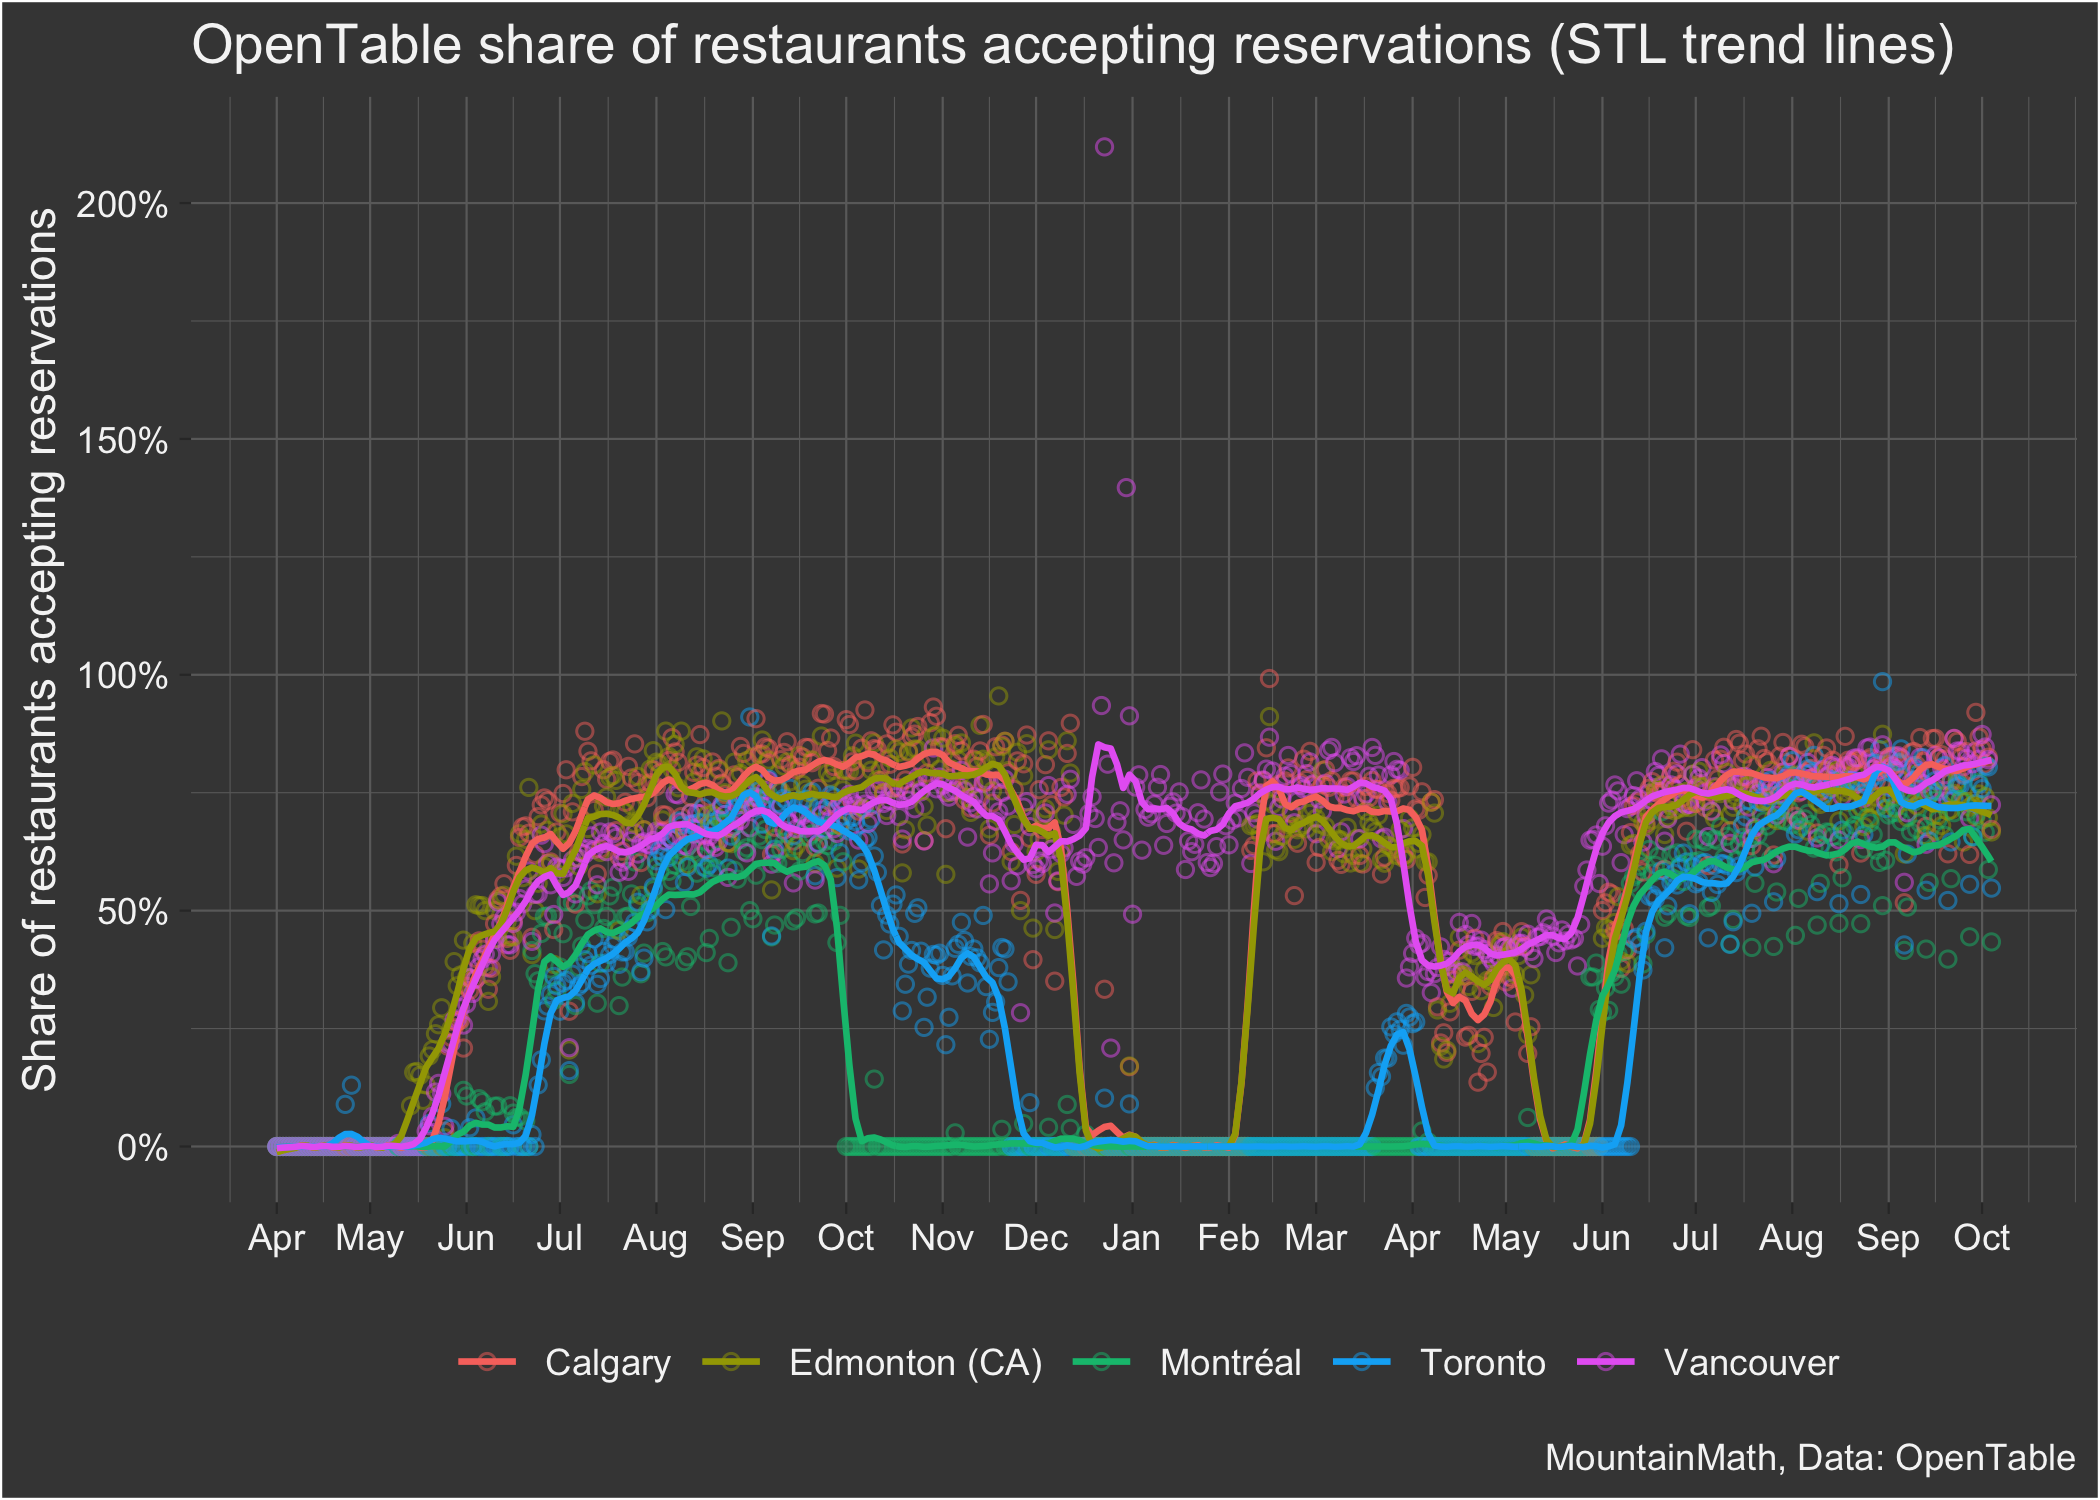 OpenTable share of restaurants accepting reservations (STL trend lines)
Share of restaurants accepting reservations
200%
150%
100%
50%
0%
Apr May Jun Jul Aug Sep Oct Nov Dec Jan Feb Mar Apr May Jun Jul Aug Sep Oct
Calgary Edmonton (CA) Montréal Toronto Vancouver
MountainMath, Data: OpenTable